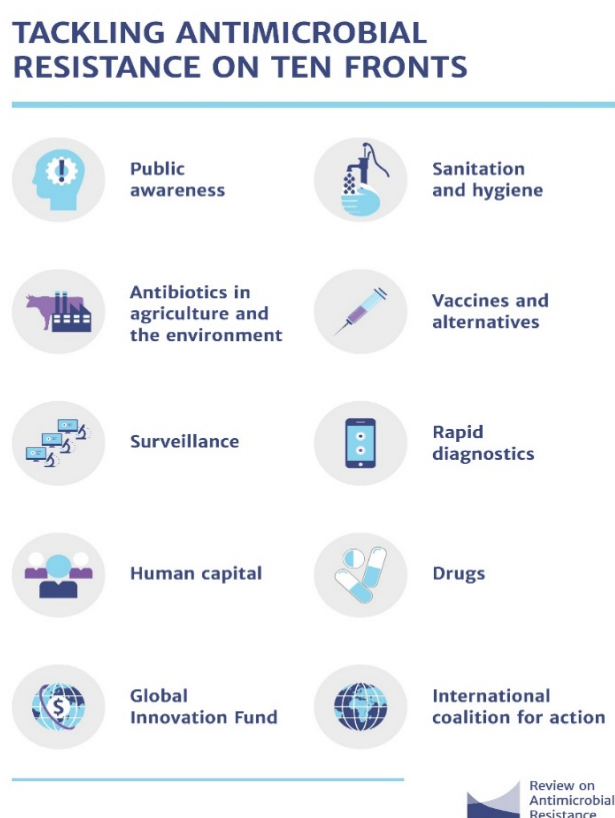 TACKLING ANTIMICROBIAL
RESISTANCE ON TEN FRONTS
Public
awareness
Sanitation
and hygiene
Antibiotics in
agriculture and
the environment
Vaccines and
alternatives
Surveillance
Rapid
diagnostics
Human capital
Drugs
$
Global
Innovation Fund
International
coalition for action
Review on
Antimicrobial
Resistance